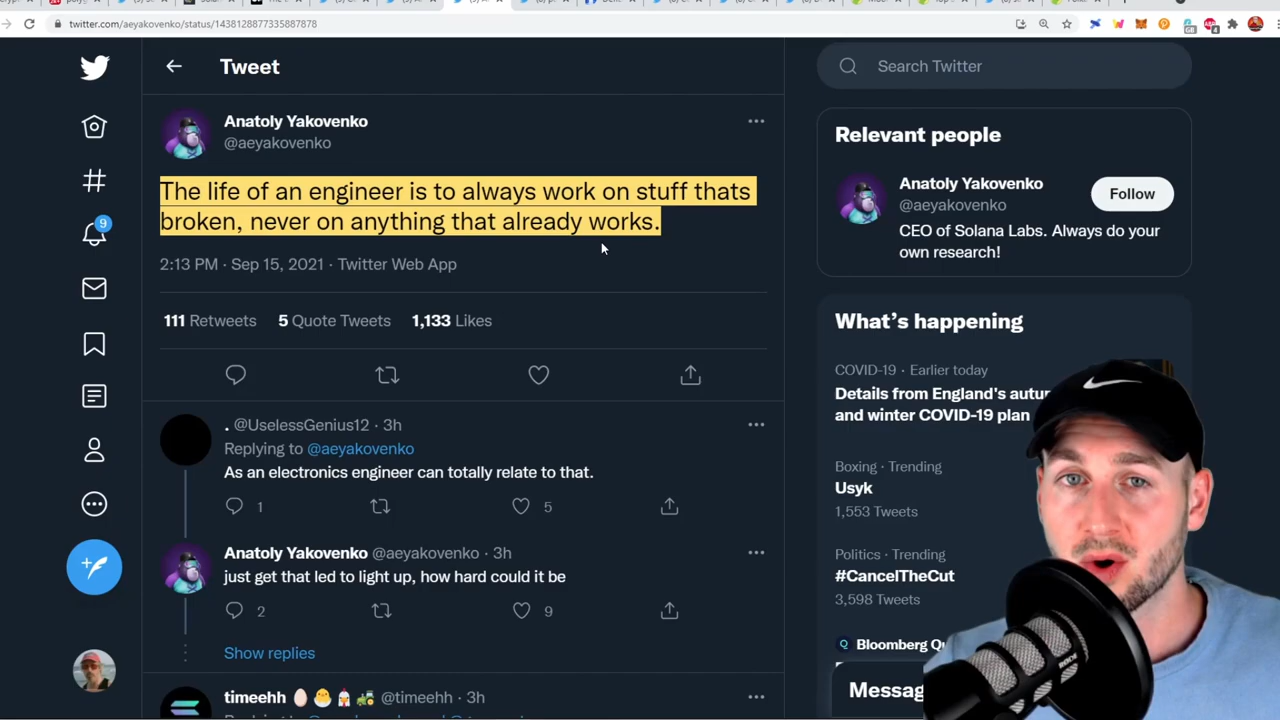 twitter.com/aeyakovenko/status/1438128877335887878
Tweet
Search Twitter
Anatoly Yakovenko
@aeyakovenko
The life of an engineer is to always work on stuff thats
broken, never on anything that already works.
2:13 PM · Sep 15, 2021 · Twitter Web App
111 Retweets 5 Quote Tweets 1,133 Likes
. @UselessGenius12 · 3h
Replying to @aeyakovenko
As an electronics engineer can totally relate to that.
1 5
Anatoly Yakovenko @aeyakovenko · 3h
just get that led to light up, how hard could it be
2 9
Show replies
timeehh @timeehh · 3h
9
Relevant people
Anatoly Yakovenko
@aeyakovenko
Follow
CEO of Solana Labs. Always do your
own research!
What's happening
COVID-19 · Earlier today
Details from England's autu
and winter COVID-19 plan
Boxing · Trending
Usyk
1,553 Tweets
Politics · Trending
#CancelTheCut
3,598 Tweets
Bloomberg Qu
Messag
RODE